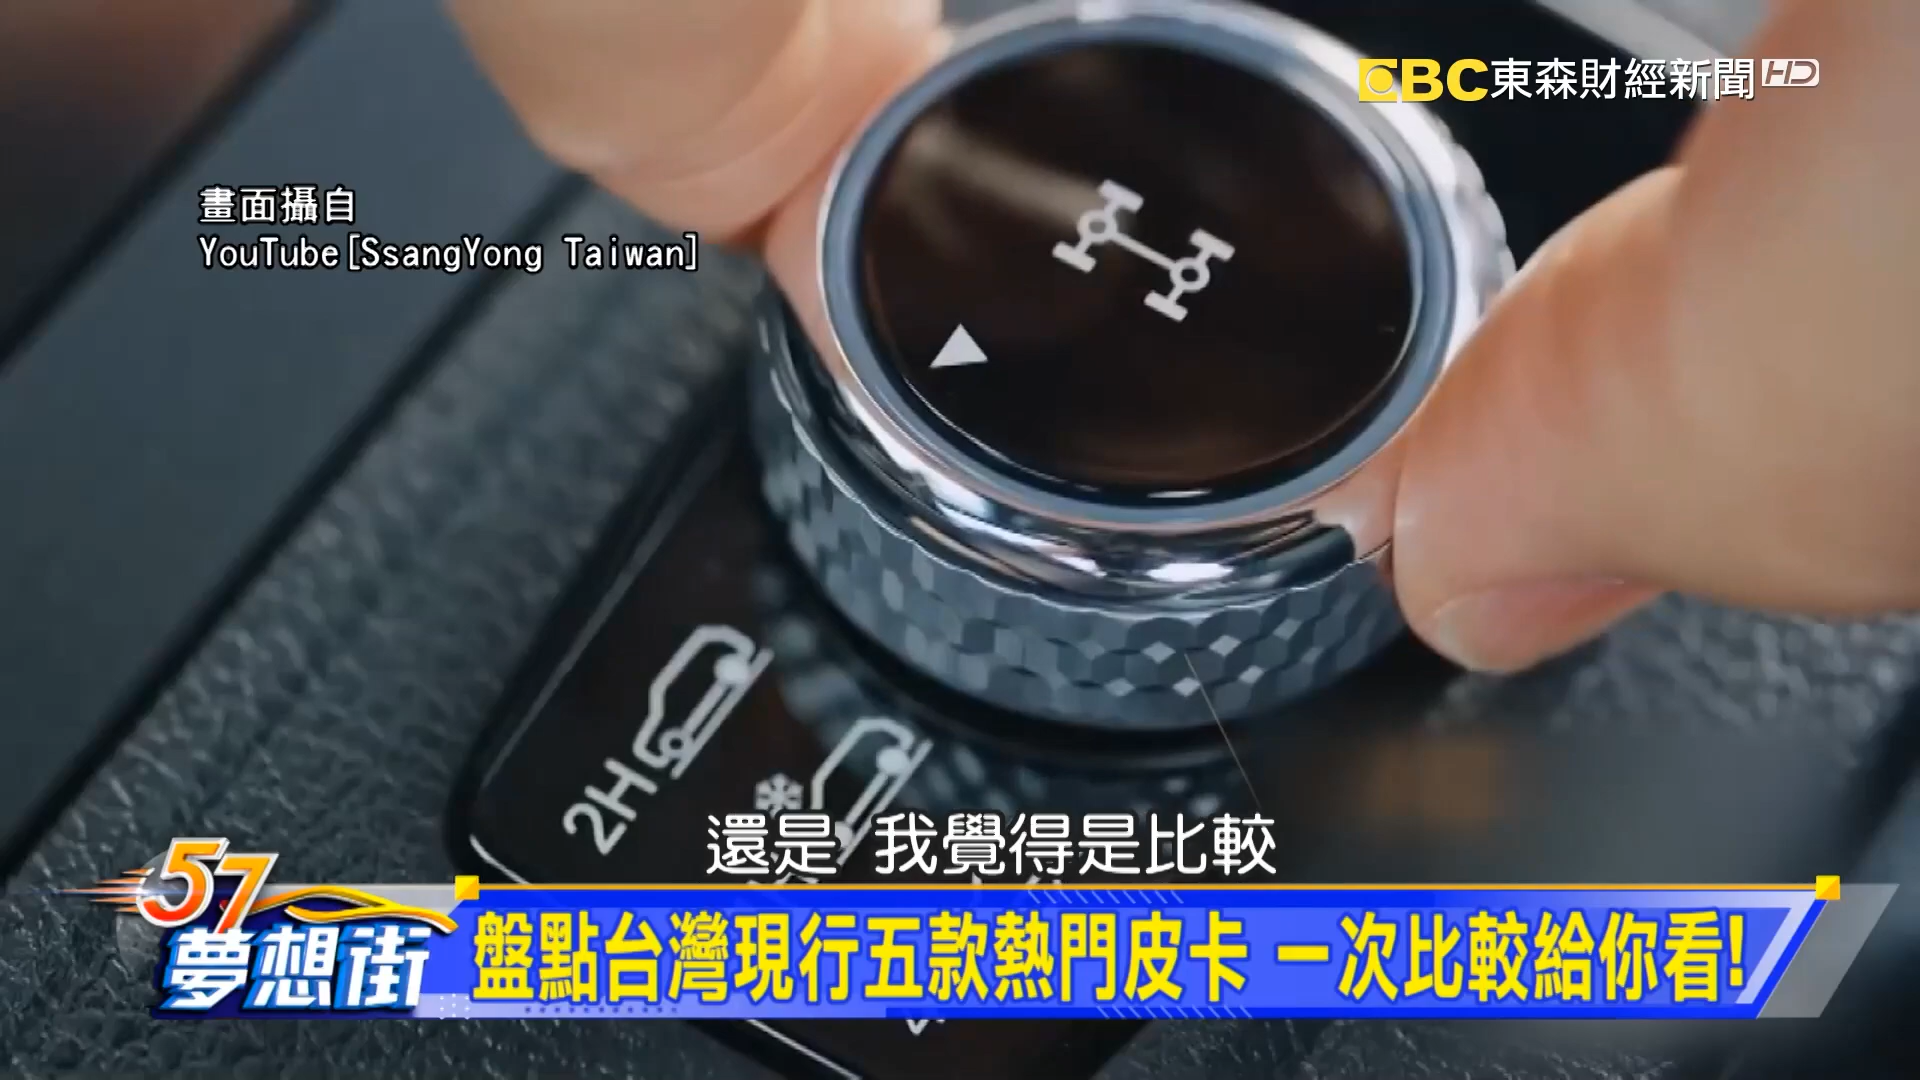 EBC東森財經新聞HD
畫面攝自
YouTube[SsangYong Taiwan]
2H
還是 我覺得是比較
57
夢想街
盤點台灣現行五款熱門皮卡 一次比較給你看!